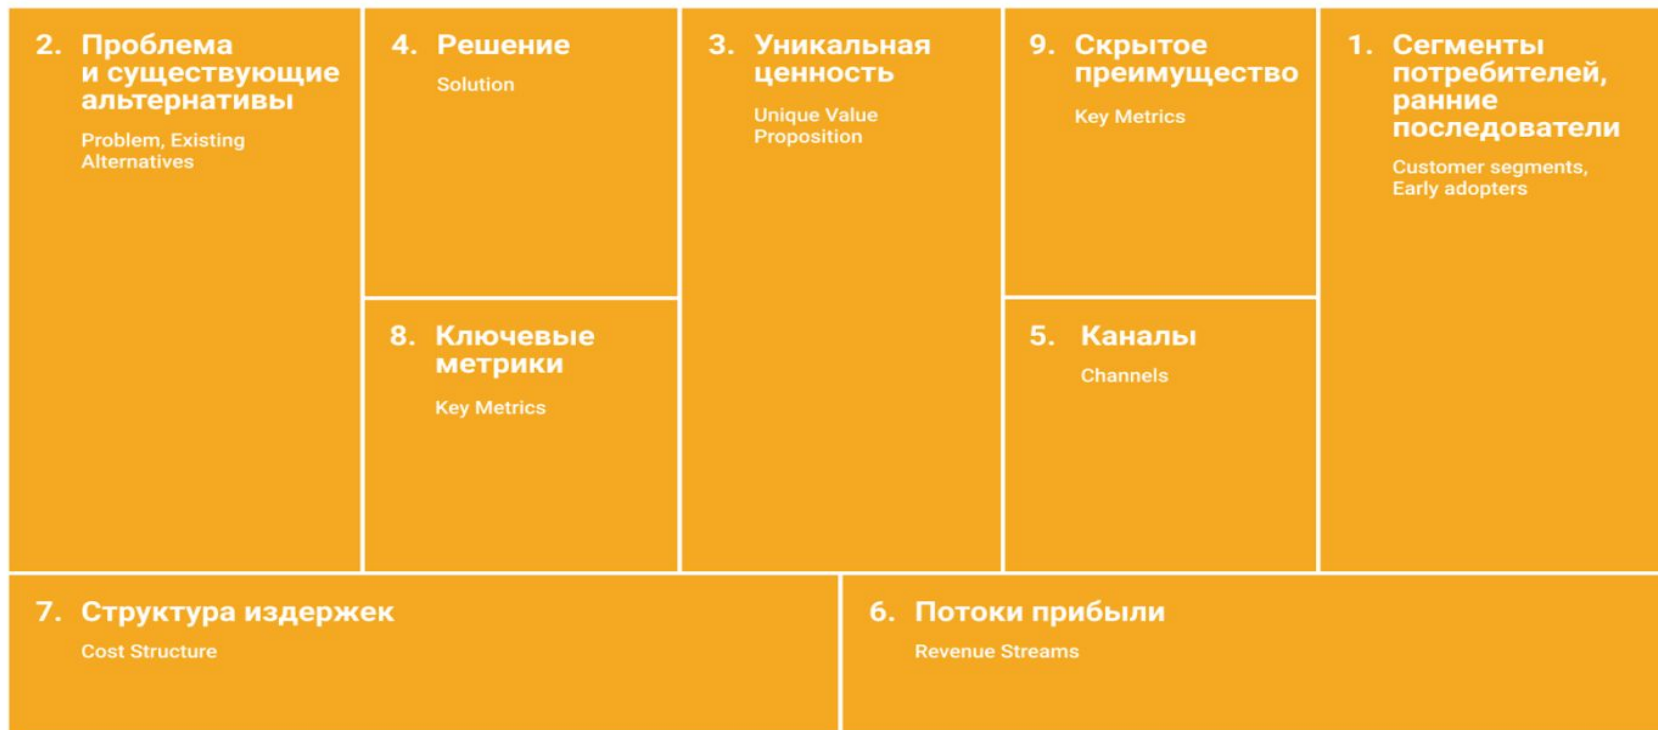 2. Проблема
и существующие
альтернативы
Problem, Existing
Alternatives
4. Решение
Solution
8. Ключевые
метрики
Key Metrics
3. Уникальная
ценность
Unique Value
Proposition
9. Скрытое
преимущество
Key Metrics
5. Каналы
Channels
1. Сегменты
потребителей,
ранние
последователи
Customer segments,
Early adopters
7. Структура издержек
Cost Structure
6. Потоки прибыли
Revenue Streams